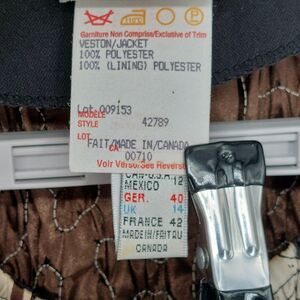 Garniture Non Comprise/Exclusive of Trim
VESTON/JACKET
100% POLYESTER
100% (LINING) POLYESTER
Lot 009153
MODELE
STYLE 42789
LOT
CA 00710
FAIT/MADE IN/CANADA
Voir Verso/See Reverse
CAN-U.S.A. 12
MEXICO
GER. 40
UK 14
FRANCE 42
MADE IN/FAIT AU
CANADA